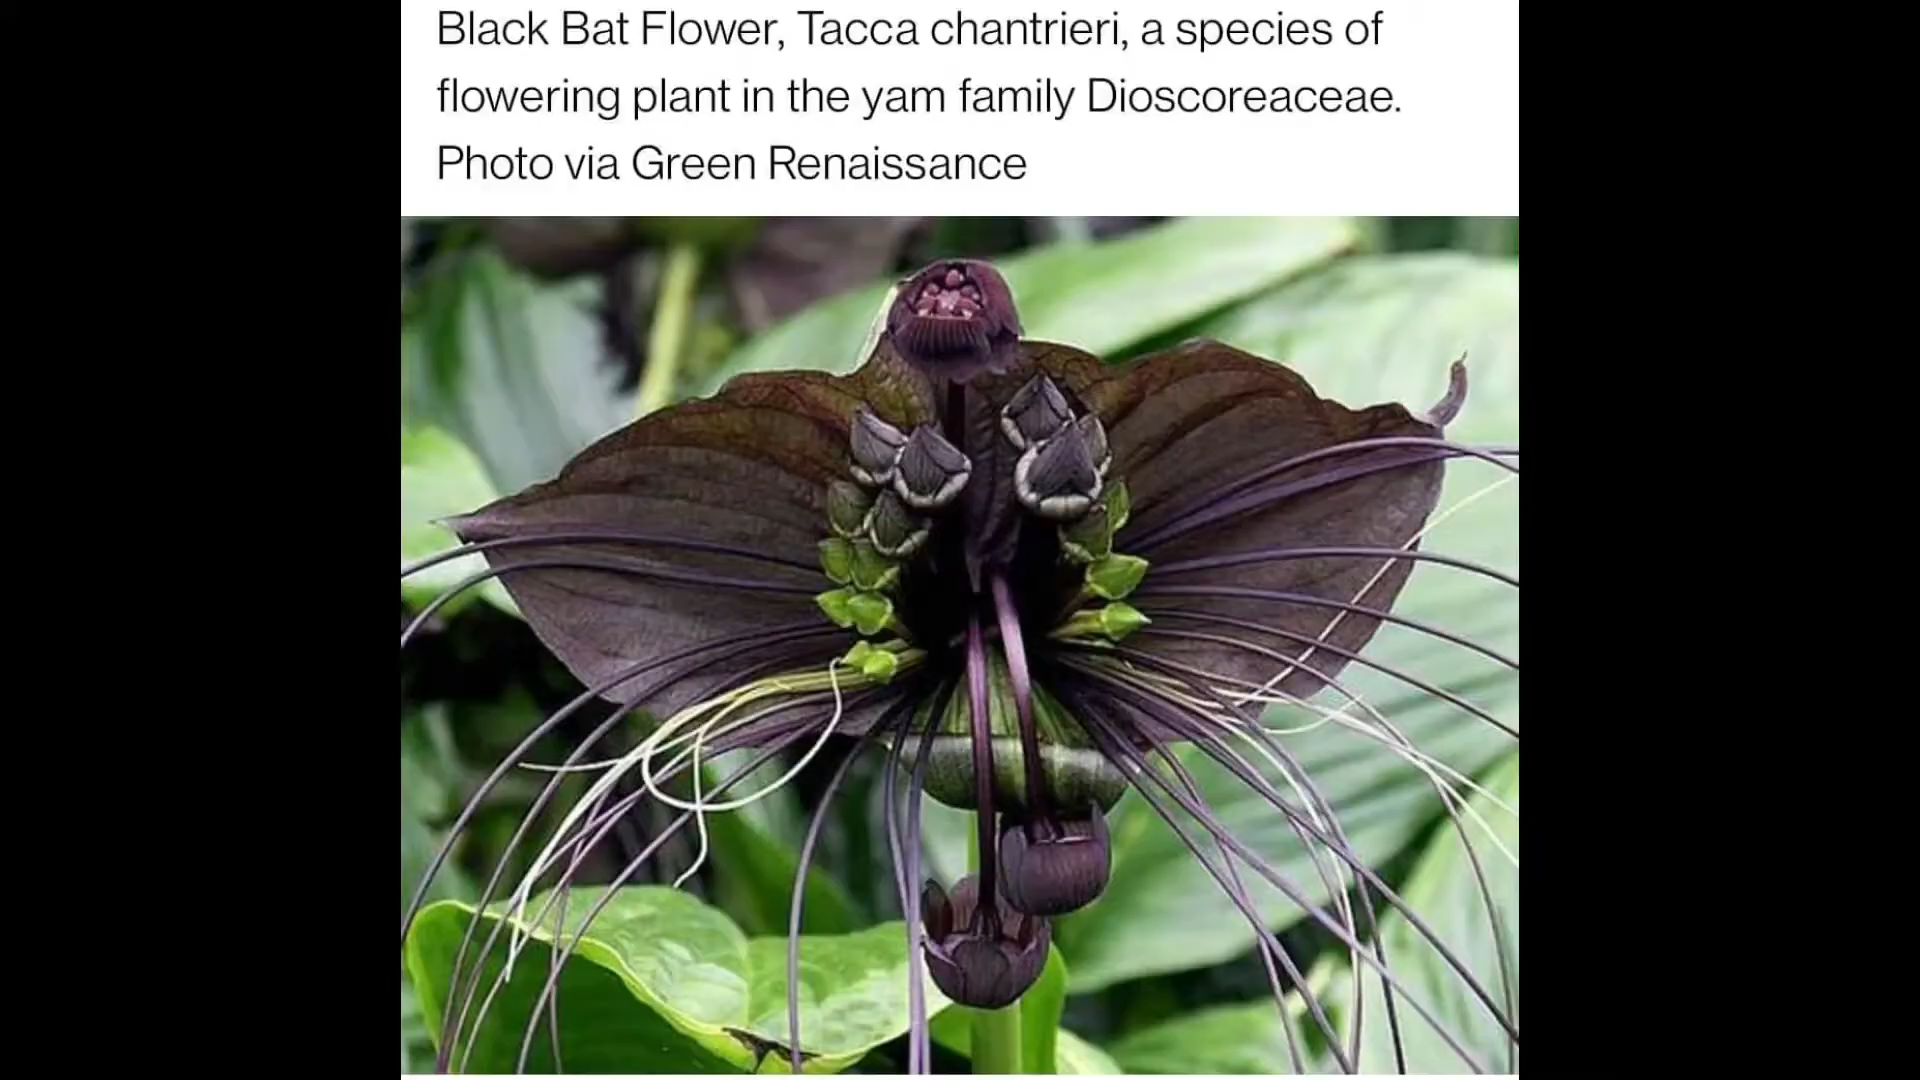 Black Bat Flower, Tacca chantrieri, a species of
flowering plant in the yam family Dioscoreaceae.
Photo via Green Renaissance